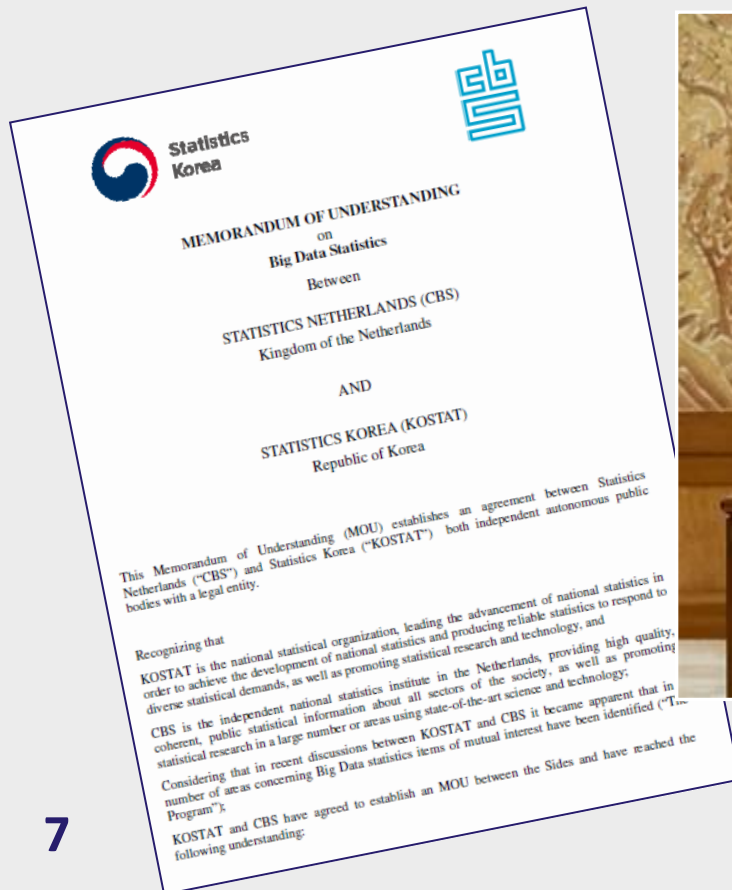 Statistics
Korea
cbs
MEMORANDUM OF UNDERSTANDING
on
Big Data Statistics
Between
STATISTICS NETHERLANDS (CBS)
Kingdom of the Netherlands
AND
STATISTICS KOREA (KOSTAT)
Republic of Korea
This Memorandum of Understanding (MOU) establishes an agreement between Statistics
Netherlands (“CBS”) and Statistics Korea (“KOSTAT”) both independent autonomous public
bodies with a legal entity.
Recognizing that
KOSTAT is the national statistical organization, leading the advancement of national statistics in
order to achieve the development of national statistics and producing reliable statistics to respond to
diverse statistical demands, as well as promoting statistical research and technology, and
CBS is the independent national statistics institute in the Netherlands, providing high quality,
coherent, public statistical information about all sectors of the society, as well as promoting
statistical research in a large number or areas using state-of-the-art science and technology;
Considering that in recent discussions between KOSTAT and CBS it became apparent that in
number of areas concerning Big Data statistics items of mutual interest have been identified
Program”);
KOSTAT and CBS have agreed to establish an MOU between the Sides and have reached the
following understanding:
7